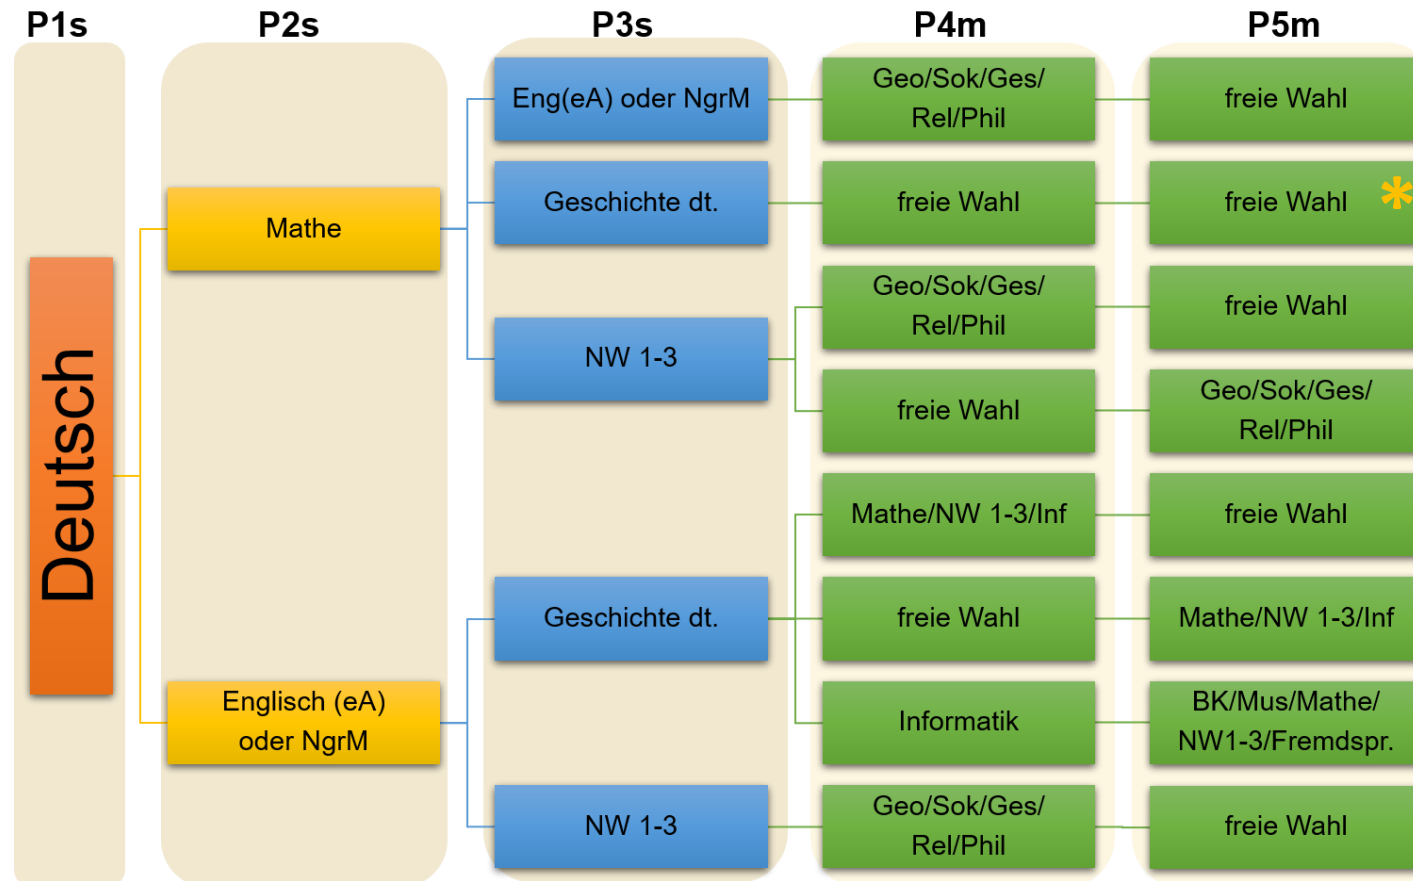 P1s
P2s
P3s
P4m
P5m
Deutsch
Mathe
Englisch (eA)
oder NgrM
Eng(eA) oder NgrM
Geschichte dt.
NW 1-3
Geschichte dt.
NW 1-3
Geo/Sok/Ges/
Rel/Phil
freie Wahl
Geo/Sok/Ges/
Rel/Phil
freie Wahl
Mathe/NW 1-3/Inf
freie Wahl
Informatik
Geo/Sok/Ges/
Rel/Phil
freie Wahl
freie Wahl *
freie Wahl
Geo/Sok/Ges/
Rel/Phil
freie Wahl
Mathe/NW 1-3/Inf
BK/Mus/Mathe/
NW1-3/Fremdspr.
freie Wahl